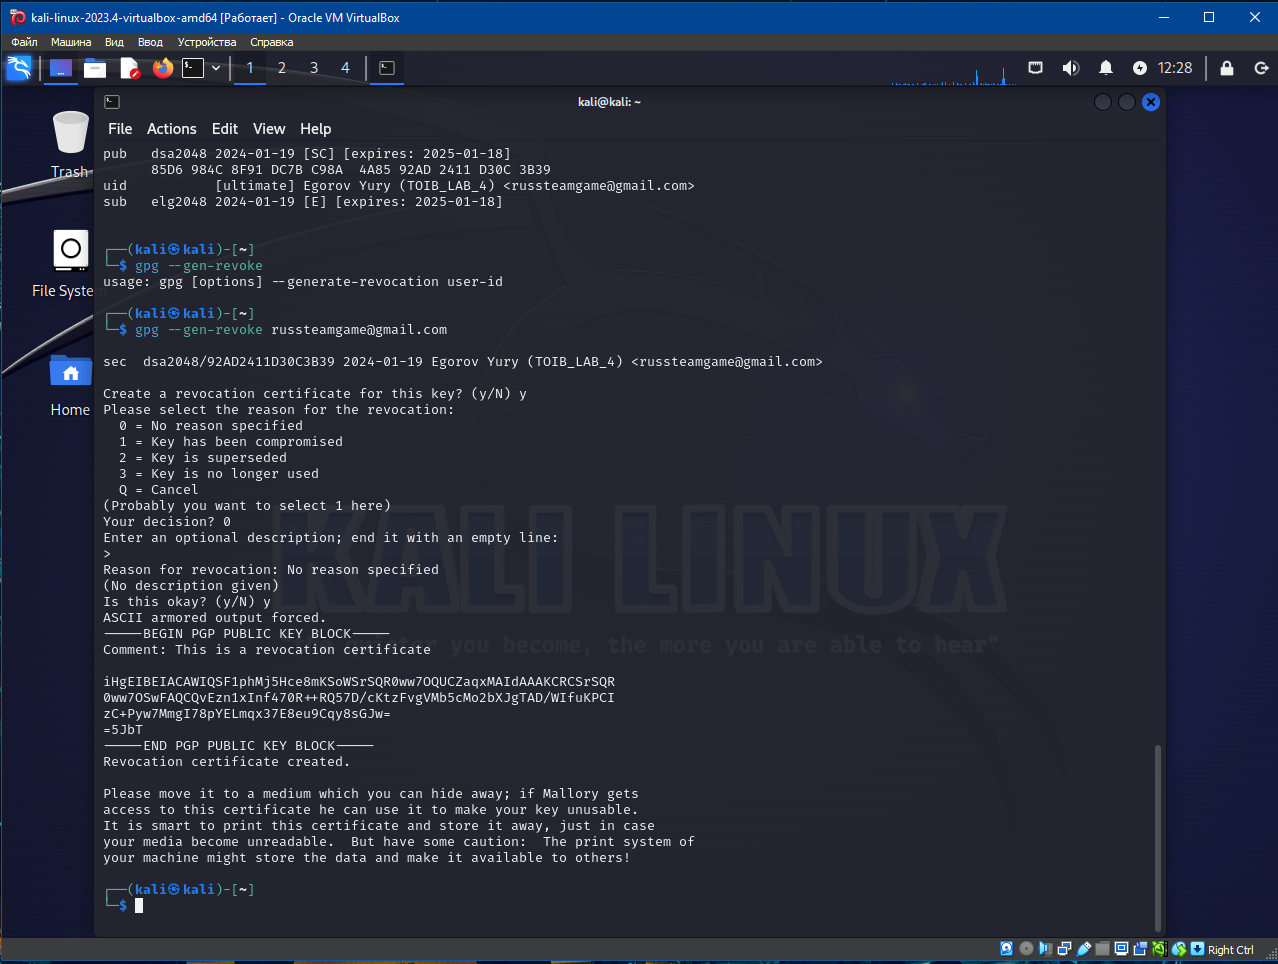 kali-linux-2023.4-virtualbox-amd64 [Работает] - Oracle VM VirtualBox
Файл Машина Вид Ввод Устройства Справка
1 2 3 4 12:28
kali@kali: ~
File Actions Edit View Help
Trash
File Syste
Home
pub dsa2048 2024-01-19 [SC] [expires: 2025-01-18]
85D6 984C 8F91 DC7B C98A 4A85 92AD 2411 D30C 3B39
uid [ultimate] Egorov Yury (TOIB_LAB_4) <russteamgame@gmail.com>
sub elg2048 2024-01-19 [E] [expires: 2025-01-18]
┌──(kali㉿kali)-[~]
└─$ gpg --gen-revoke
usage: gpg [options] --generate-revocation user-id
┌──(kali㉿kali)-[~]
└─$ gpg --gen-revoke russteamgame@gmail.com
sec dsa2048/92AD2411D30C3B39 2024-01-19 Egorov Yury (TOIB_LAB_4) <russteamgame@gmail.com>
Create a revocation certificate for this key? (y/N) y
Please select the reason for the revocation:
0 = No reason specified
1 = Key has been compromised
2 = Key is superseded
3 = Key is no longer used
Q = Cancel
(Probably you want to select 1 here)
Your decision? 0
Enter an optional description; end it with an empty line:
>
Reason for revocation: No reason specified
(No description given)
Is this okay? (y/N) y
ASCII armored output forced.
-----BEGIN PGP PUBLIC KEY BLOCK-----
Comment: This is a revocation certificate
iHgEIBEIACAWIQSF1phMj5Hce8mKSoWSrSQR0ww7OQUCZaqxMAIdAAAKCRCSrSQR
0ww7OSwFAQCQvEzn1xInf470R++RQ57D/cKtzFvgVMb5cMo2bXJgTAD/WIfuKPCI
zC+Pyw7MmgI78pYELmqx37E8eu9Cqy8sGJw=
=5JbT
-----END PGP PUBLIC KEY BLOCK-----
Revocation certificate created.
Please move it to a medium which you can hide away; if Mallory gets
access to this certificate he can use it to make your key unusable.
It is smart to print this certificate and store it away, just in case
your media become unreadable. But have some caution: The print system of
your machine might store the data and make it available to others!
┌──(kali㉿kali)-[~]
└─$
KALI LINUX
you become, the more you are able to hear"
Right Ctrl